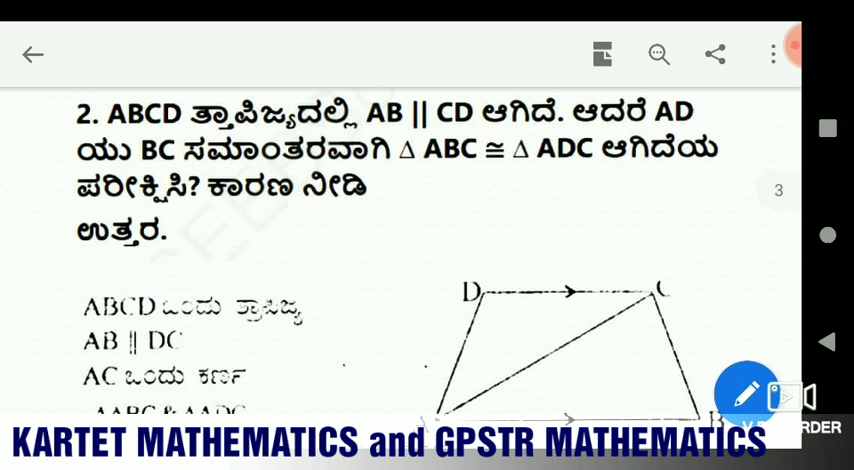 2. ABCD ತ್ರಾಪಿಜ್ಯದಲ್ಲಿ AB || CD ಆಗಿದೆ. ಆದರೆ AD
ಯು BC ಸಮಾಂತರವಾಗಿ Δ ABC ≅ Δ ADC ಆಗಿದೆಯ
ಪರೀಕ್ಷಿಸಿ? ಕಾರಣ ನೀಡಿ
3
ಉತ್ತರ.
D C
ABCD ಒಂದು ತ್ರಾಪಿಜ್ಯ
AB || DC
AC ಒಂದು ಕರ್ಣ
B
KARTET MATHEMATICS and GPSTR MATHEMATICS